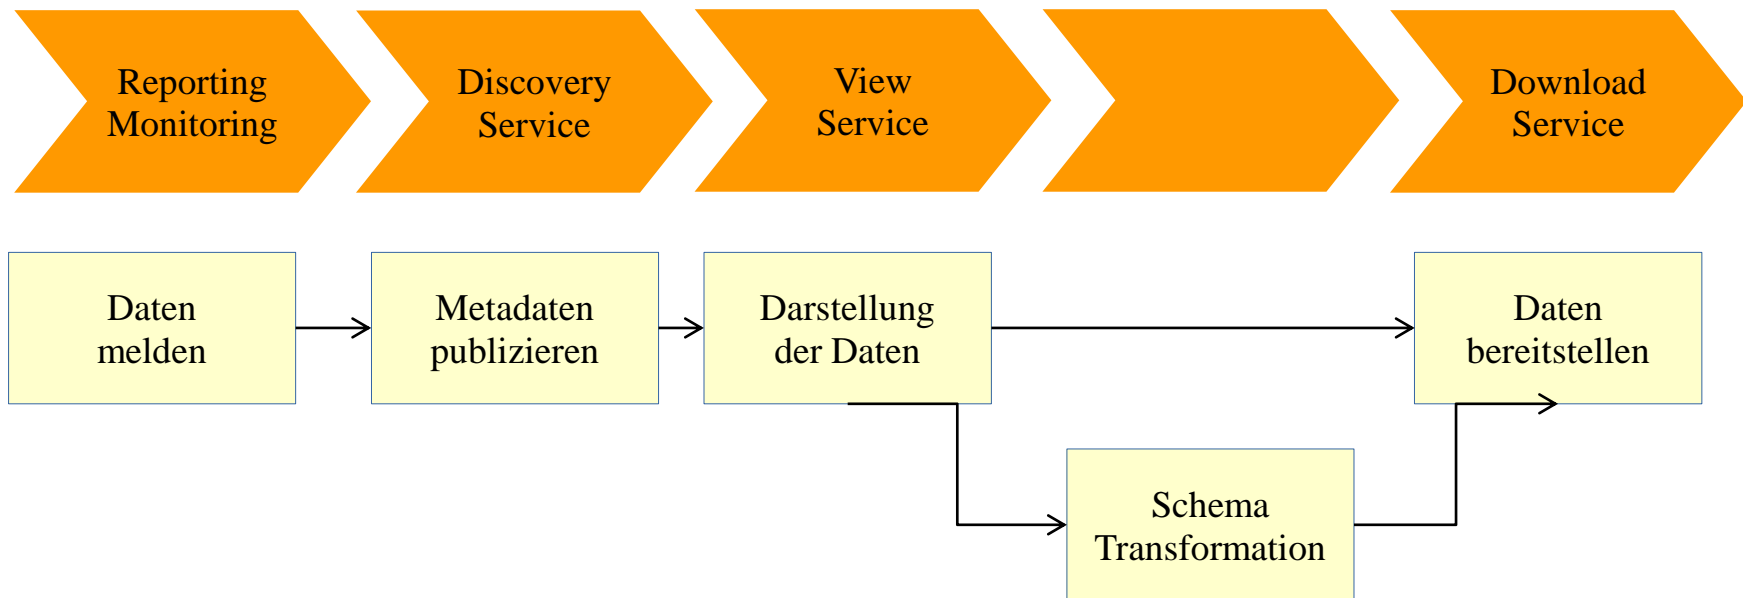 Reporting
Monitoring
Discovery
Service
View
Service
Download
Service
Daten
melden
Metadaten
publizieren
Darstellung
der Daten
Daten
bereitstellen
Schema
Transformation